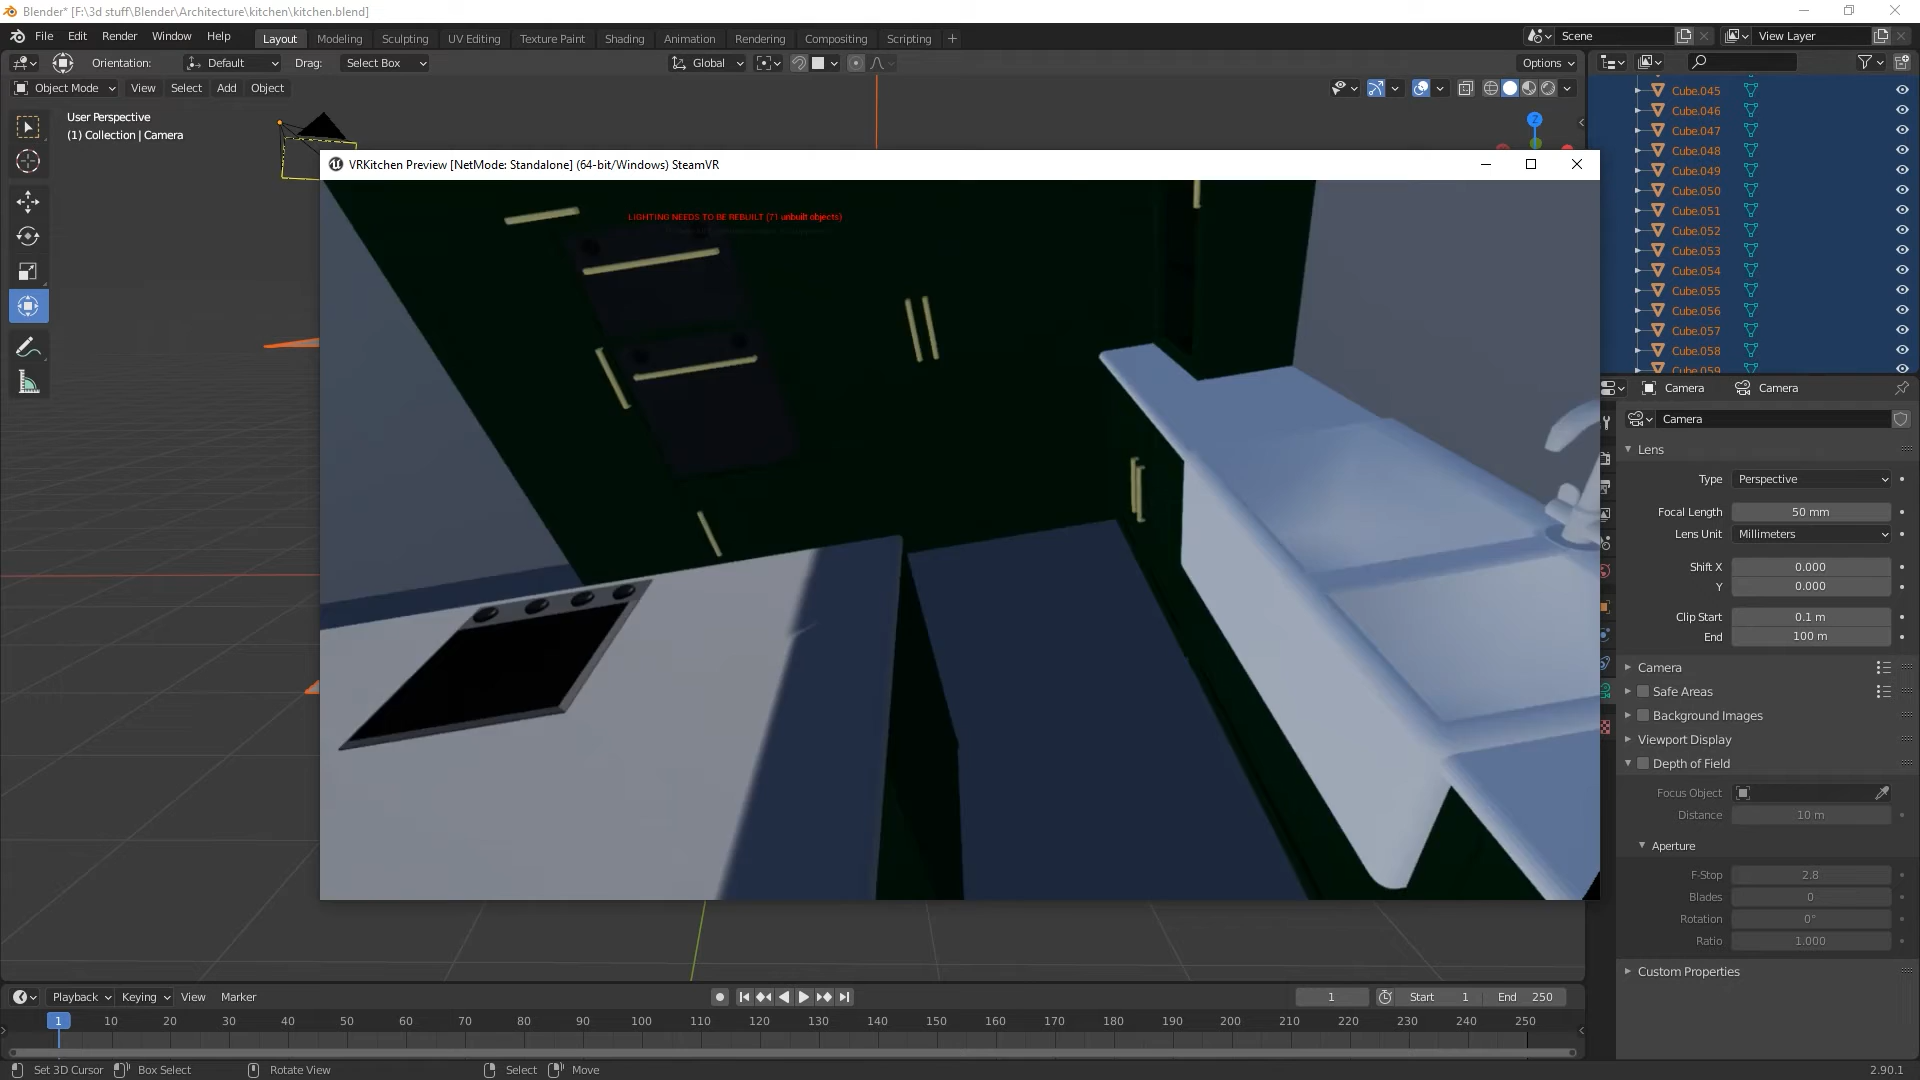 Blender* [F:\3d stuff\Blender\Architecture\kitchen\kitchen.blend]
File Edit Render Window Help Layout Modeling Sculpting UV Editing Texture Paint Shading Animation Rendering Compositing Scripting + Scene View Layer
Orientation: Default Drag: Select Box Global Options
Object Mode View Select Add Object
User Perspective
(1) Collection | Camera
Z
VRKitchen Preview [NetMode: Standalone] (64-bit/Windows) SteamVR
LIGHTING NEEDS TO BE REBUILT (71 unbuilt objects)
Cube.045
Cube.046
Cube.047
Cube.048
Cube.049
Cube.050
Cube.051
Cube.052
Cube.053
Cube.054
Cube.055
Cube.056
Cube.057
Cube.058
Cube.059
Camera Camera
Camera
Lens
Type Perspective
Focal Length 50 mm
Lens Unit Millimeters
Shift X 0.000
Y 0.000
Clip Start 0.1 m
End 100 m
Camera
Safe Areas
Background Images
Viewport Display
Depth of Field
Focus Object
Distance 10 m
Aperture
F-Stop 2.8
Blades 0
Rotation 0°
Ratio 1.000
Custom Properties
Playback Keying View Marker 1 Start 1 End 250
1 10 20 30 40 50 60 70 80 90 100 110 120 130 140 150 160 170 180 190 200 210 220 230 240 250
Set 3D Cursor Box Select Rotate View Select Move 2.90.1